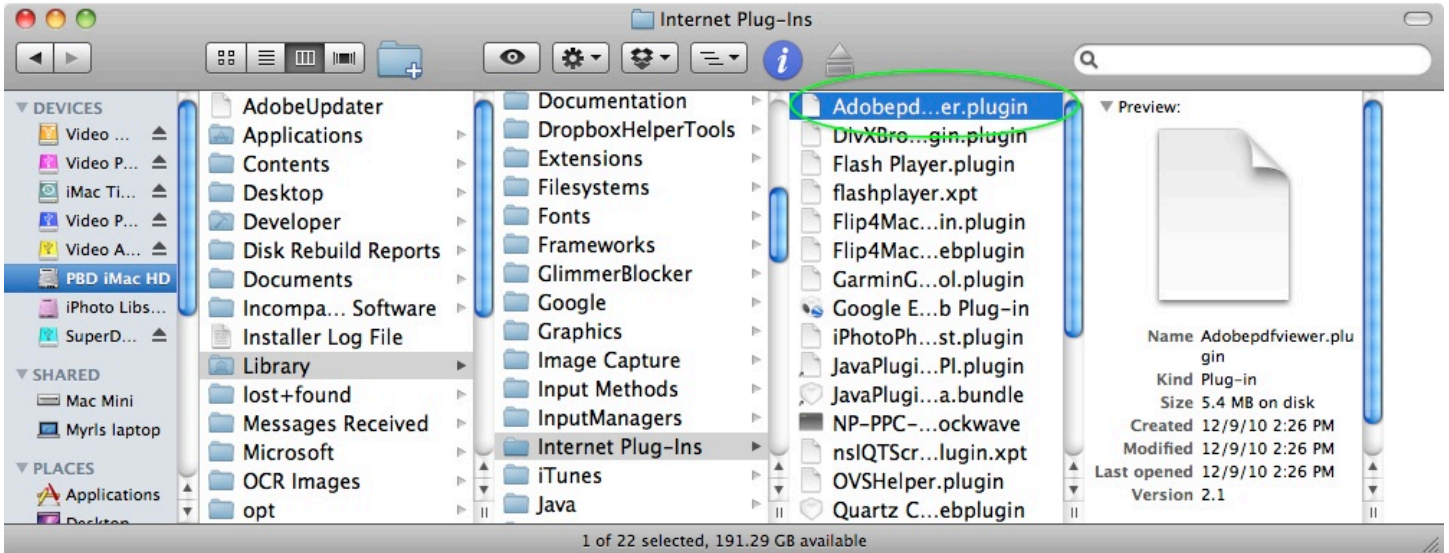 Internet Plug-Ins
i
DEVICES
Video ...
Video P...
iMac Ti...
Video P...
Video A...
PBD iMac HD
iPhoto Libs...
SuperD...
SHARED
Mac Mini
Myrls laptop
PLACES
Applications
Desktop
AdobeUpdater
Applications
Contents
Desktop
Developer
Disk Rebuild Reports
Documents
Incompa... Software
Installer Log File
Library
lost+found
Messages Received
Microsoft
OCR Images
opt
Documentation
DropboxHelperTools
Extensions
Filesystems
Fonts
Frameworks
GlimmerBlocker
Google
Graphics
Image Capture
Input Methods
InputManagers
Internet Plug-Ins
iTunes
Java
Adobepd...er.plugin
DivXBro...gin.plugin
Flash Player.plugin
flashplayer.xpt
Flip4Mac...in.plugin
Flip4Mac...ebplugin
GarminG...ol.plugin
Google E...b Plug-in
iPhotoPh...st.plugin
JavaPlugi...Pl.plugin
JavaPlugi...a.bundle
NP-PPC-...ockwave
nsIQTScr...lugin.xpt
OVSHelper.plugin
Quartz C...ebplugin
Preview:
Name Adobepdfviewer.plu
gin
Kind Plug-in
Size 5.4 MB on disk
Created 12/9/10 2:26 PM
Modified 12/9/10 2:26 PM
Last opened 12/9/10 2:26 PM
Version 2.1
1 of 22 selected, 191.29 GB available